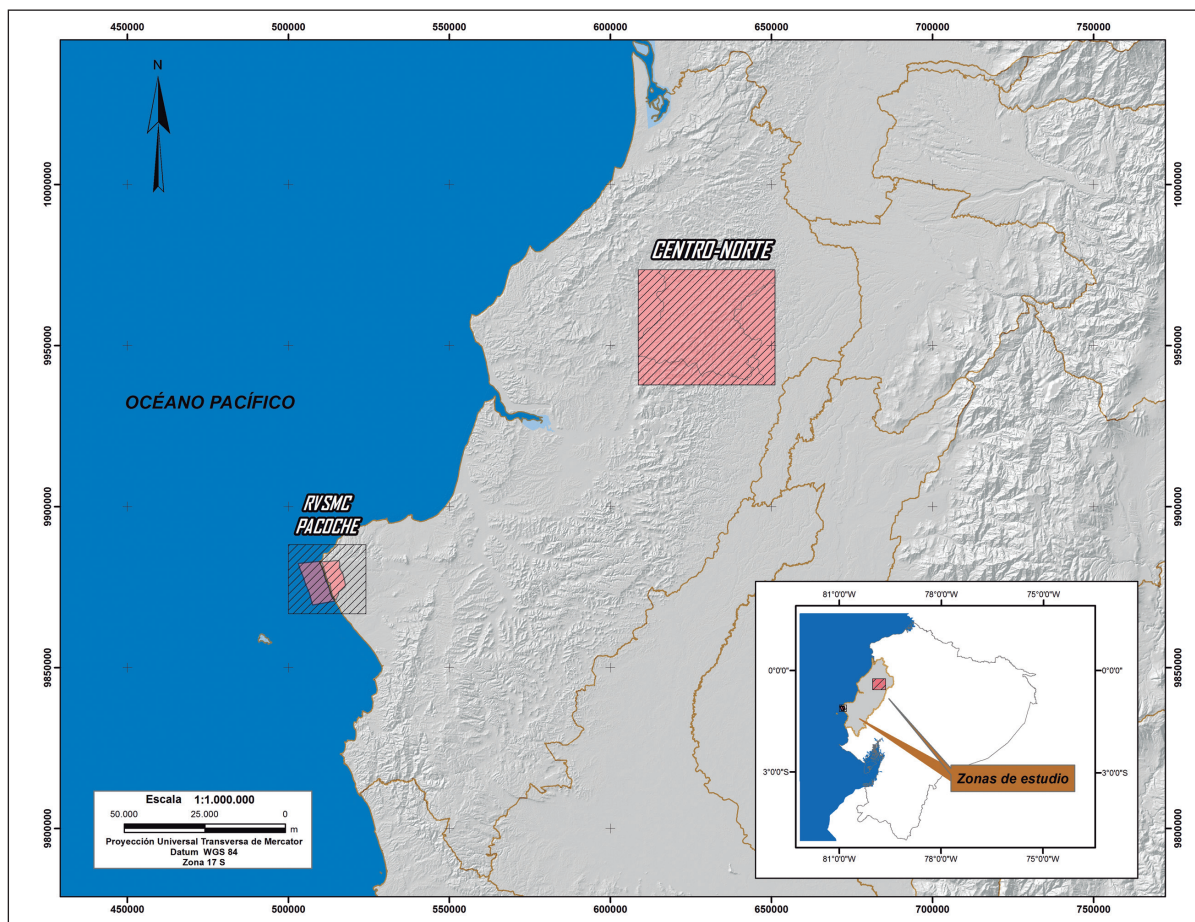 450000 500000 550000 600000 650000 700000 750000
N
10000000 10000000
CENTRO-NORTE
9950000 9950000
OCÉANO PACÍFICO
9900000 9900000
RVSMC
PACOCHE
81°0'0"W 78°0'0"W 75°0'0"W
0°0'0" 0°0'0"
9850000 9850000
Zonas de estudio
3°0'0"S 3°0'0"S
Escala 1:1.000.000
50.000 25.000 0
m
Proyección Universal Transversa de Mercator
Datum WGS 84
Zona 17 S
9800000 9800000
81°0'0"W 78°0'0"W 75°0'0"W
450000 500000 550000 600000 650000 700000 750000